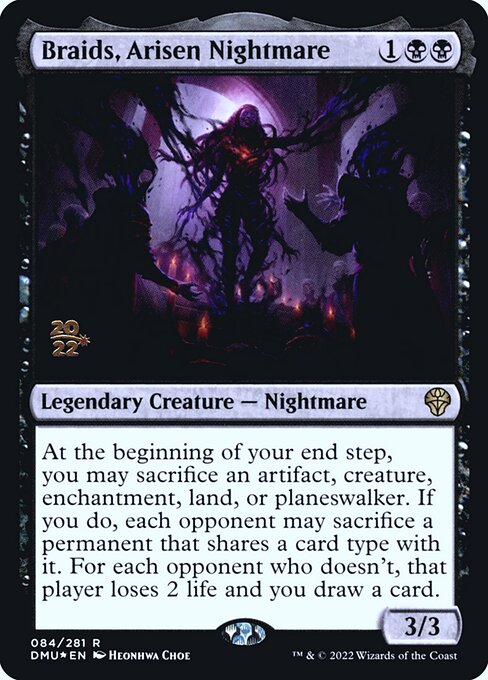 Braids, Arisen Nightmare 1
20
22
Legendary Creature — Nightmare
At the beginning of your end step,
you may sacrifice an artifact, creature,
enchantment, land, or planeswalker. If
you do, each opponent may sacrifice a
permanent that shares a card type with
it. For each opponent who doesn't, that
player loses 2 life and you draw a card.
3/3
084/281 R
DMU★EN Heonhwa Choe
™ & © 2022 Wizards of the Coast